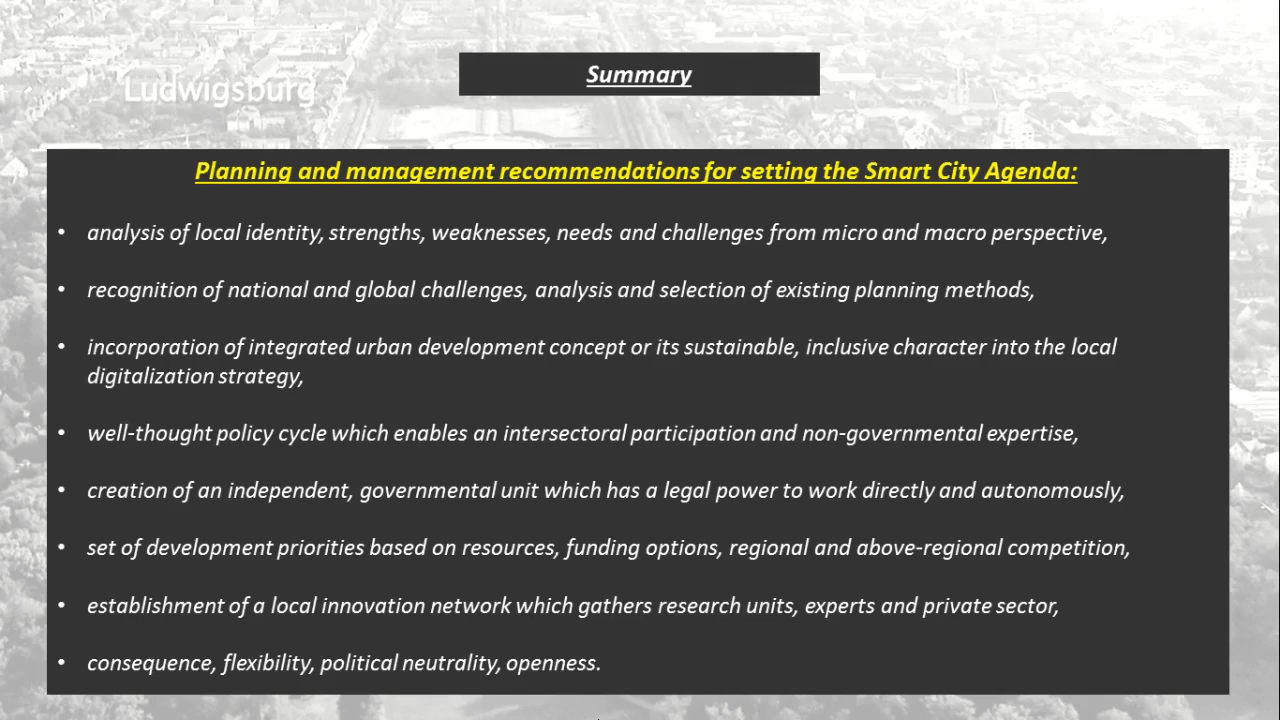 Ludwigsburg
Summary
Planning and management recommendations for setting the Smart City Agenda:
• analysis of local identity, strengths, weaknesses, needs and challenges from micro and macro perspective,
• recognition of national and global challenges, analysis and selection of existing planning methods,
• incorporation of integrated urban development concept or its sustainable, inclusive character into the local
digitalization strategy,
• well-thought policy cycle which enables an intersectoral participation and non-governmental expertise,
• creation of an independent, governmental unit which has a legal power to work directly and autonomously,
• set of development priorities based on resources, funding options, regional and above-regional competition,
• establishment of a local innovation network which gathers research units, experts and private sector,
• consequence, flexibility, political neutrality, openness.